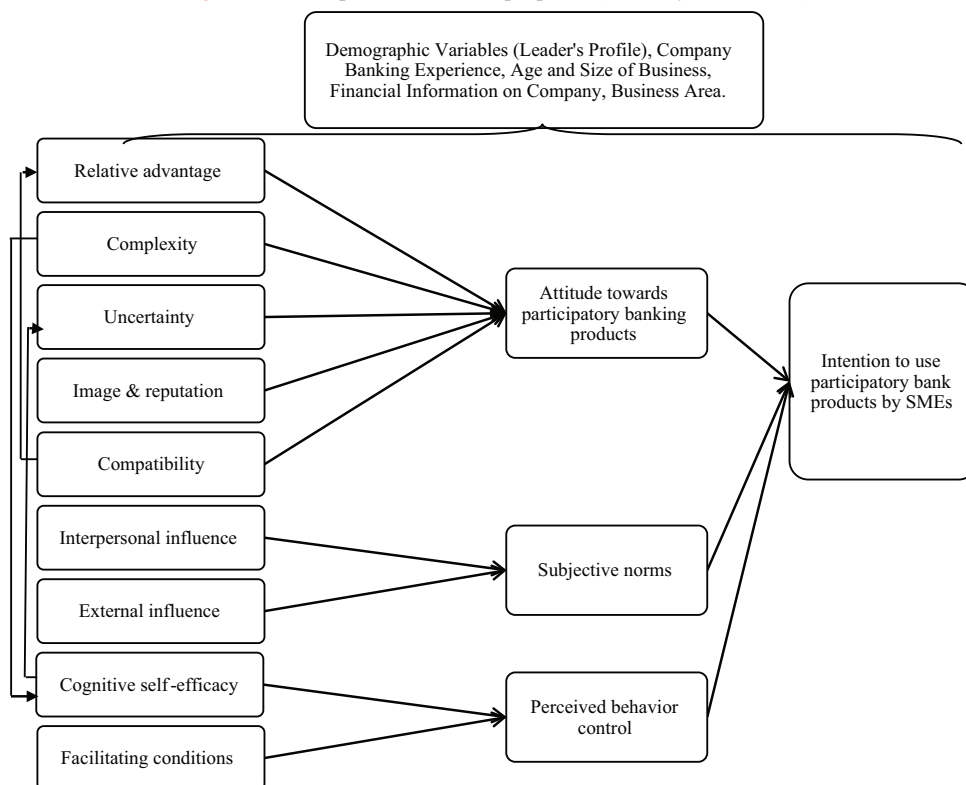 Demographic Variables (Leader's Profile), Company
Banking Experience, Age and Size of Business,
Financial Information on Company, Business Area.
Relative advantage
Complexity
Uncertainty
Image & reputation
Compatibility
Interpersonal influence
External influence
Cognitive self-efficacy
Facilitating conditions
Attitude towards
participatory banking
products
Subjective norms
Perceived behavior
control
Intention to use
participatory bank
products by SMEs